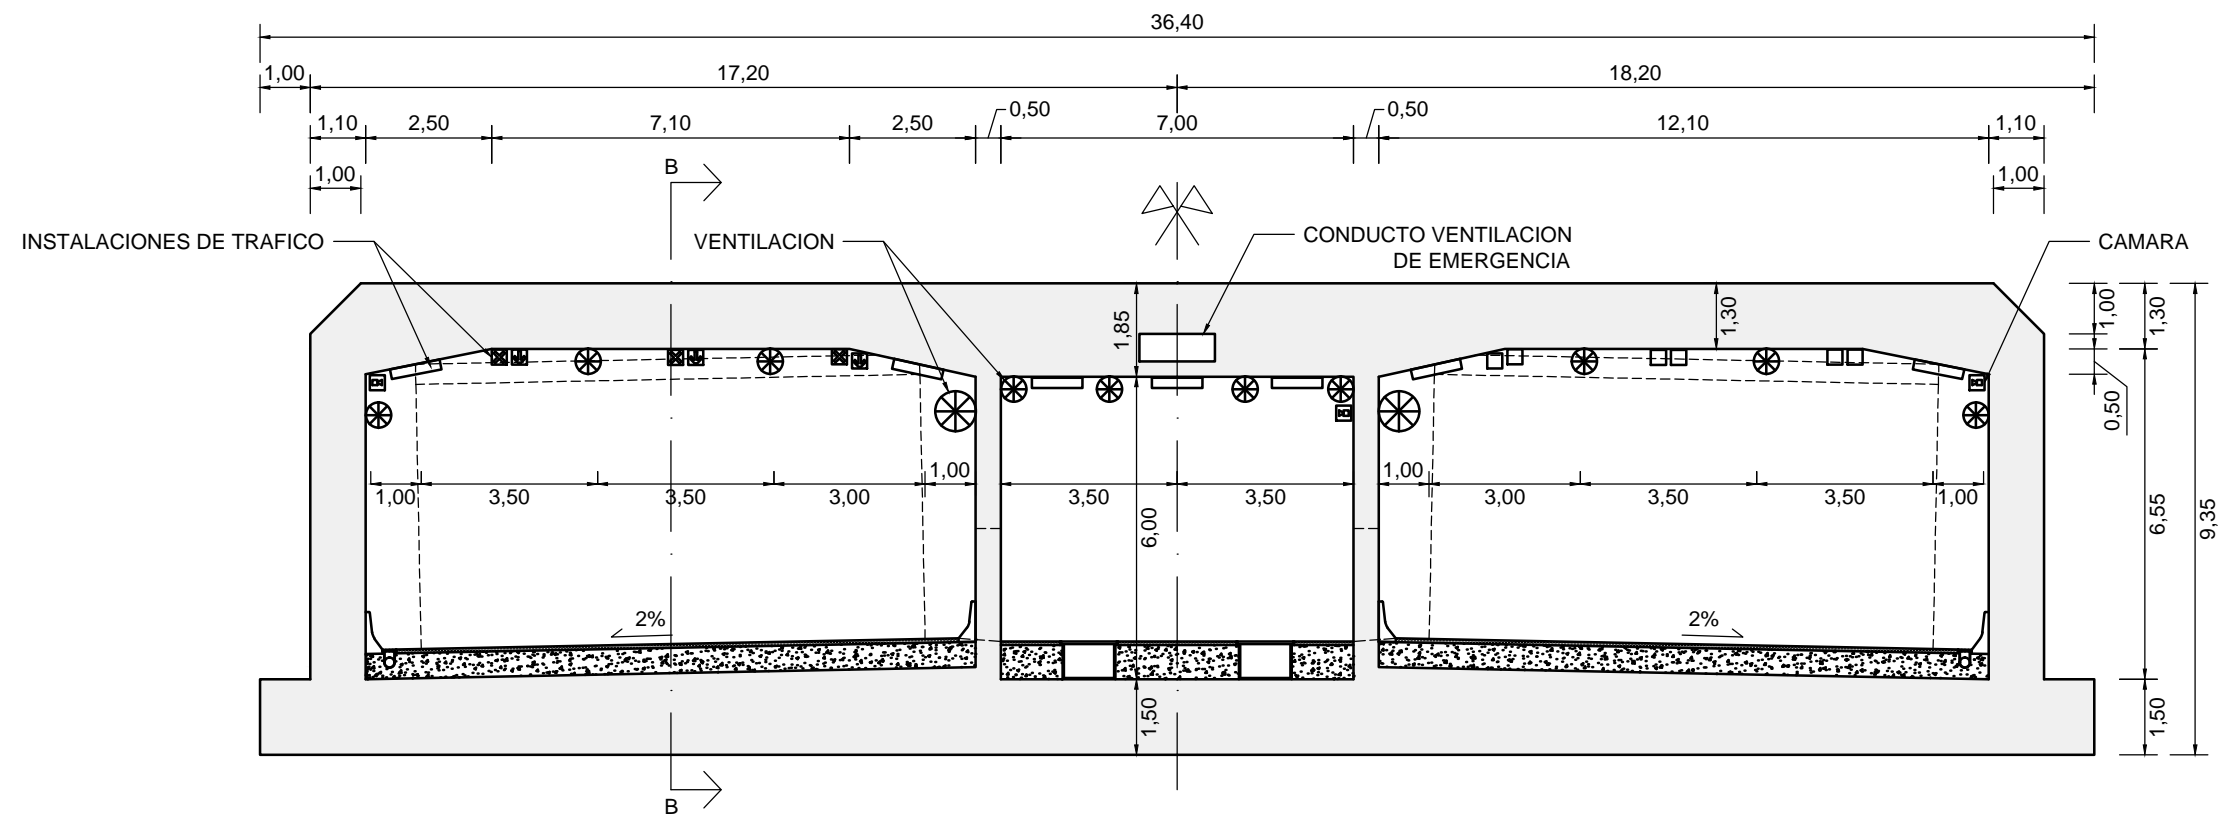 36,40
1,00 17,20 18,20
0,50 0,50
1,10 2,50 7,10 2,50 7,00 12,10 1,10
B
1,00 1,00
INSTALACIONES DE TRAFICO VENTILACION CONDUCTO VENTILACION CAMARA
DE EMERGENCIA
1,85 1,30 1,00 1,30
0,50
1,00 1,00
1,00 3,50 3,50 3,00 3,50 3,50 3,00 3,50 3,50 1,00
6,00 6,55 9,35
2% 2%
1,50 1,50
B